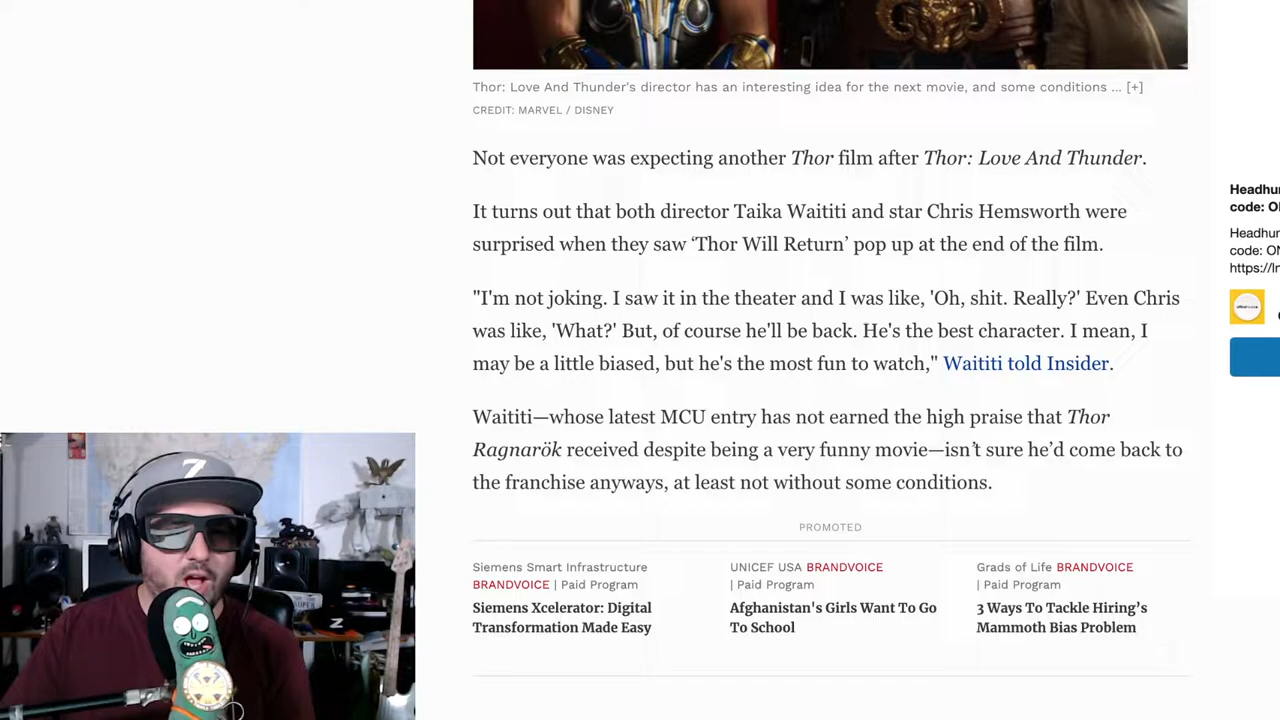 Thor: Love And Thunder's director has an interesting idea for the next movie, and some conditions ... [+]
CREDIT: MARVEL / DISNEY
Not everyone was expecting another Thor film after Thor: Love And Thunder.
It turns out that both director Taika Waititi and star Chris Hemsworth were
surprised when they saw ‘Thor Will Return’ pop up at the end of the film.
"I'm not joking. I saw it in the theater and I was like, 'Oh, shit. Really?' Even Chris
was like, 'What?' But, of course he'll be back. He's the best character. I mean, I
may be a little biased, but he's the most fun to watch," Waititi told Insider.
Waititi—whose latest MCU entry has not earned the high praise that Thor
Ragnarök received despite being a very funny movie—isn’t sure he’d come back to
the franchise anyways, at least not without some conditions.
PROMOTED
Siemens Smart Infrastructure
BRANDVOICE | Paid Program
Siemens Xcelerator: Digital
Transformation Made Easy
UNICEF USA BRANDVOICE
| Paid Program
Afghanistan's Girls Want To Go
To School
Grads of Life BRANDVOICE
| Paid Program
3 Ways To Tackle Hiring’s
Mammoth Bias Problem
Headhu
code: O
Headhu
code: ON
https://l
Z